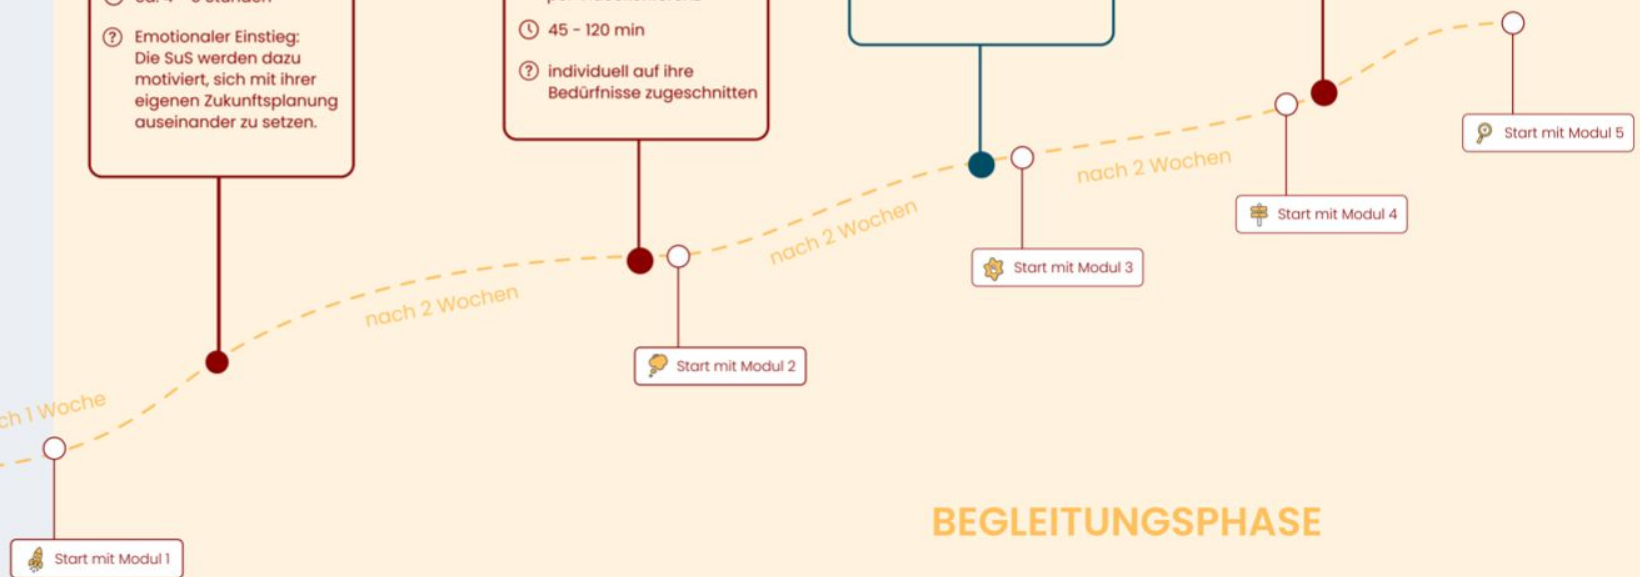 Emotionaler Einstieg:
Die SuS werden dazu
motiviert, sich mit ihrer
eigenen Zukunftsplanung
auseinander zu setzen.
45 - 120 min
individuell auf ihre
Bedürfnisse zugeschnitten
1 Woche
nach 2 Wochen
nach 2 Wochen
nach 2 Wochen
Start mit Modul 1
Start mit Modul 2
Start mit Modul 3
Start mit Modul 4
Start mit Modul 5
BEGLEITUNGSPHASE